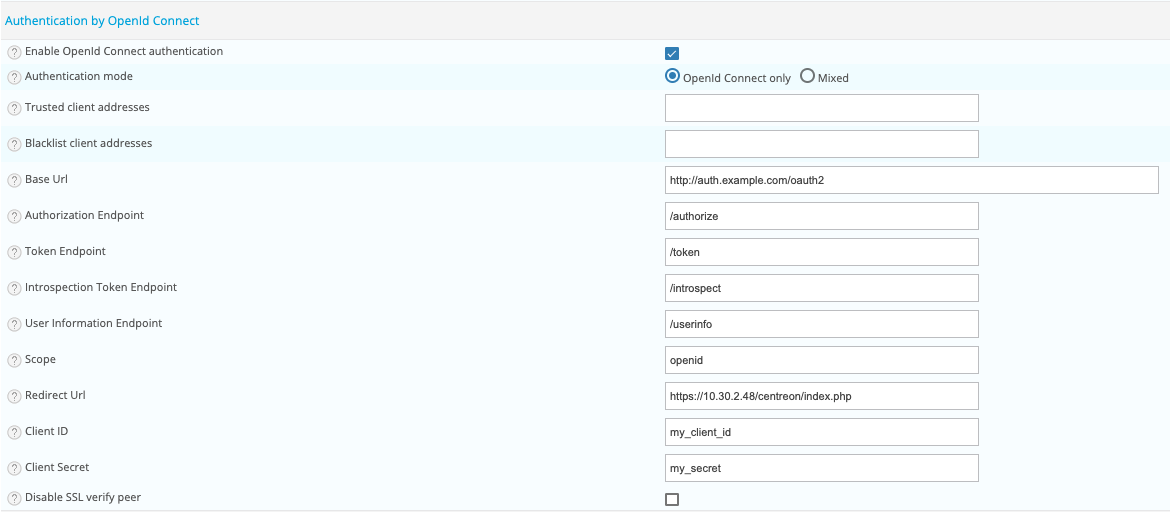 Authentication by OpenId Connect
? Enable OpenId Connect authentication
? Authentication mode OpenId Connect only Mixed
? Trusted client addresses
? Blacklist client addresses
? Base Url http://auth.example.com/oauth2
? Authorization Endpoint /authorize
? Token Endpoint /token
? Introspection Token Endpoint /introspect
? User Information Endpoint /userinfo
? Scope openid
? Redirect Url https://10.30.2.48/centreon/index.php
? Client ID my_client_id
? Client Secret my_secret
? Disable SSL verify peer